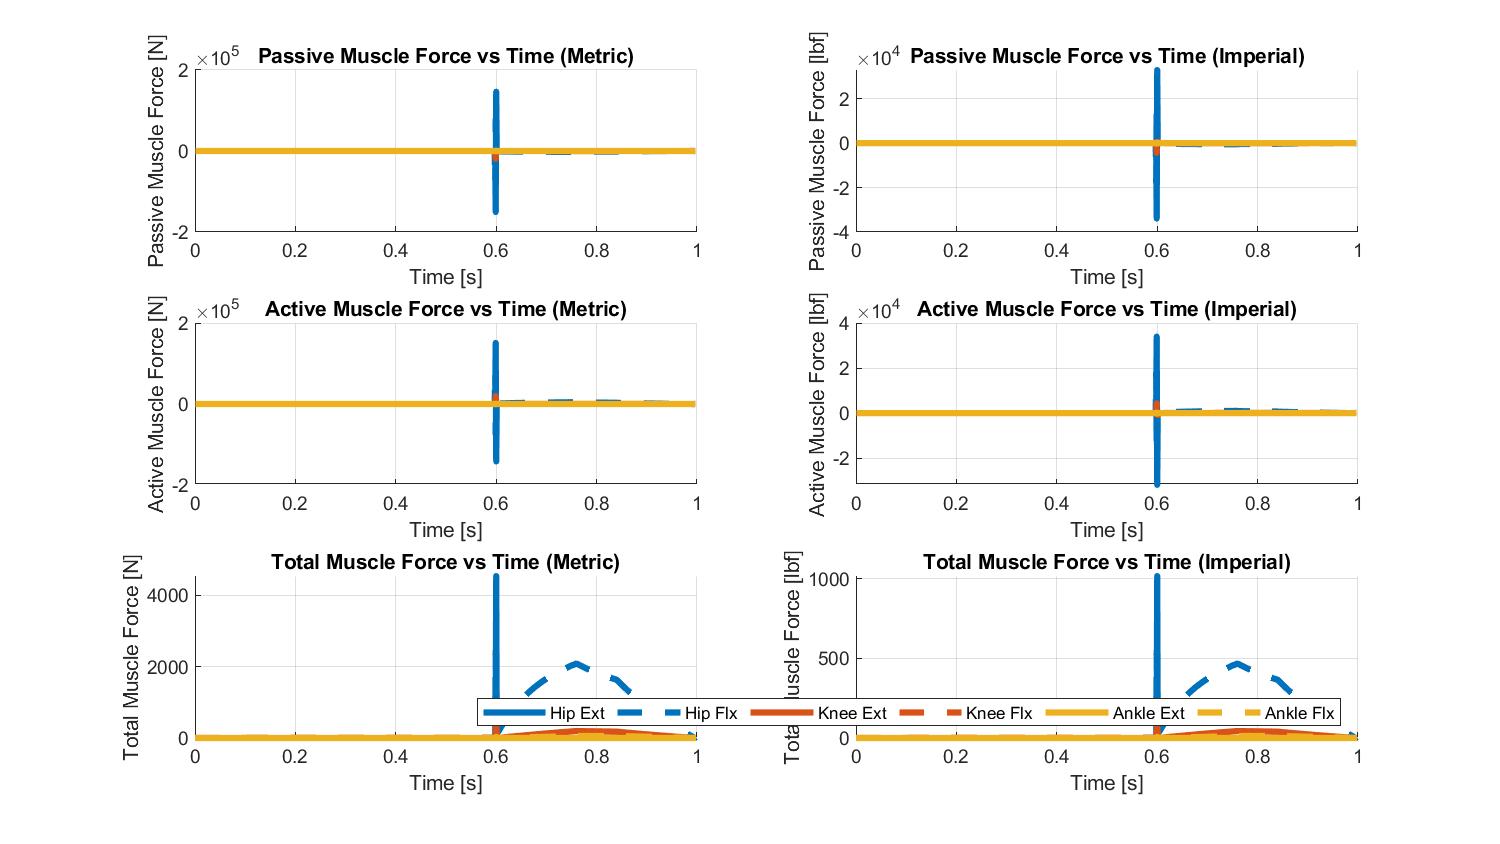 Passive Muscle Force vs Time (Metric)
×10^5
Passive Muscle Force [N]
2
0
-2
0 0.2 0.4 0.6 0.8 1
Time [s]
Passive Muscle Force vs Time (Imperial)
×10^4
Passive Muscle Force [lbf]
2
0
-2
-4
0 0.2 0.4 0.6 0.8 1
Time [s]
Active Muscle Force vs Time (Metric)
×10^5
Active Muscle Force [N]
2
0
-2
0 0.2 0.4 0.6 0.8 1
Time [s]
Active Muscle Force vs Time (Imperial)
×10^4
Active Muscle Force [lbf]
4
2
0
-2
0 0.2 0.4 0.6 0.8 1
Time [s]
Total Muscle Force vs Time (Metric)
Total Muscle Force [N]
4000
2000
0
0 0.2 0.4 0.6 0.8 1
Time [s]
Total Muscle Force vs Time (Imperial)
Total Muscle Force [lbf]
1000
500
0
0 0.2 0.4 0.6 0.8 1
Time [s]
Hip Ext Hip Flx Knee Ext Knee Flx Ankle Ext Ankle Flx